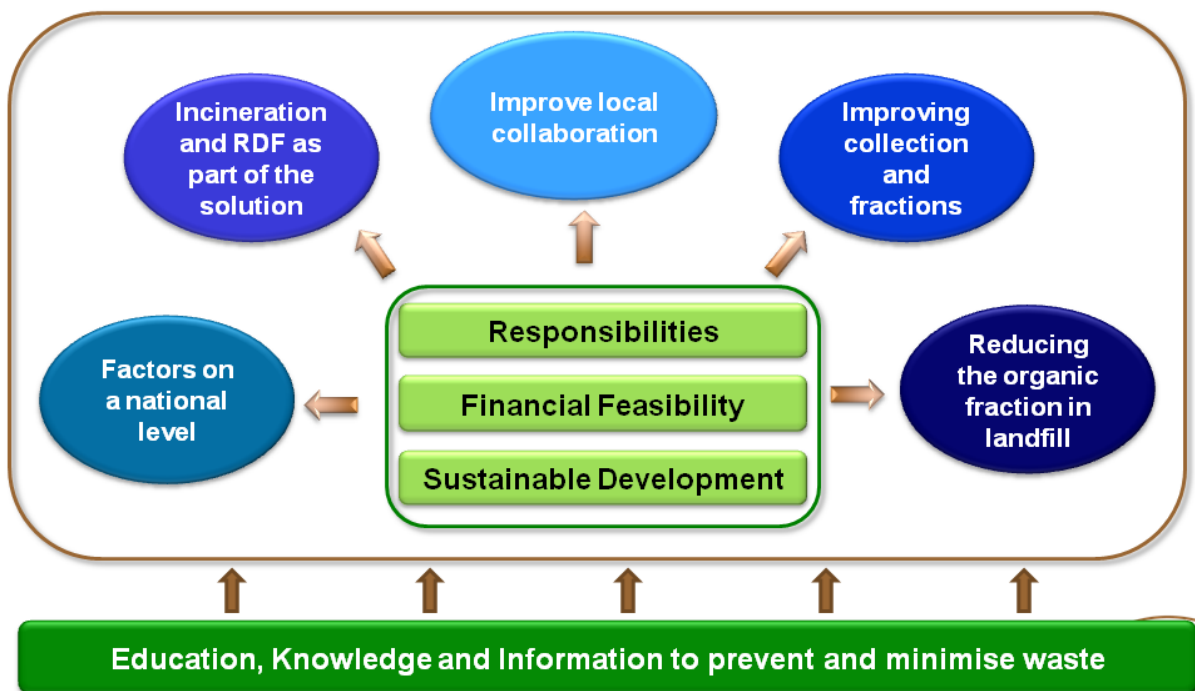 Incineration
and RDF as
part of the
solution
Improve local
collaboration
Improving
collection
and
fractions
Factors on
a national
level
Responsibilities
Financial Feasibility
Sustainable Development
Reducing
the organic
fraction in
landfill
Education, Knowledge and Information to prevent and minimise waste